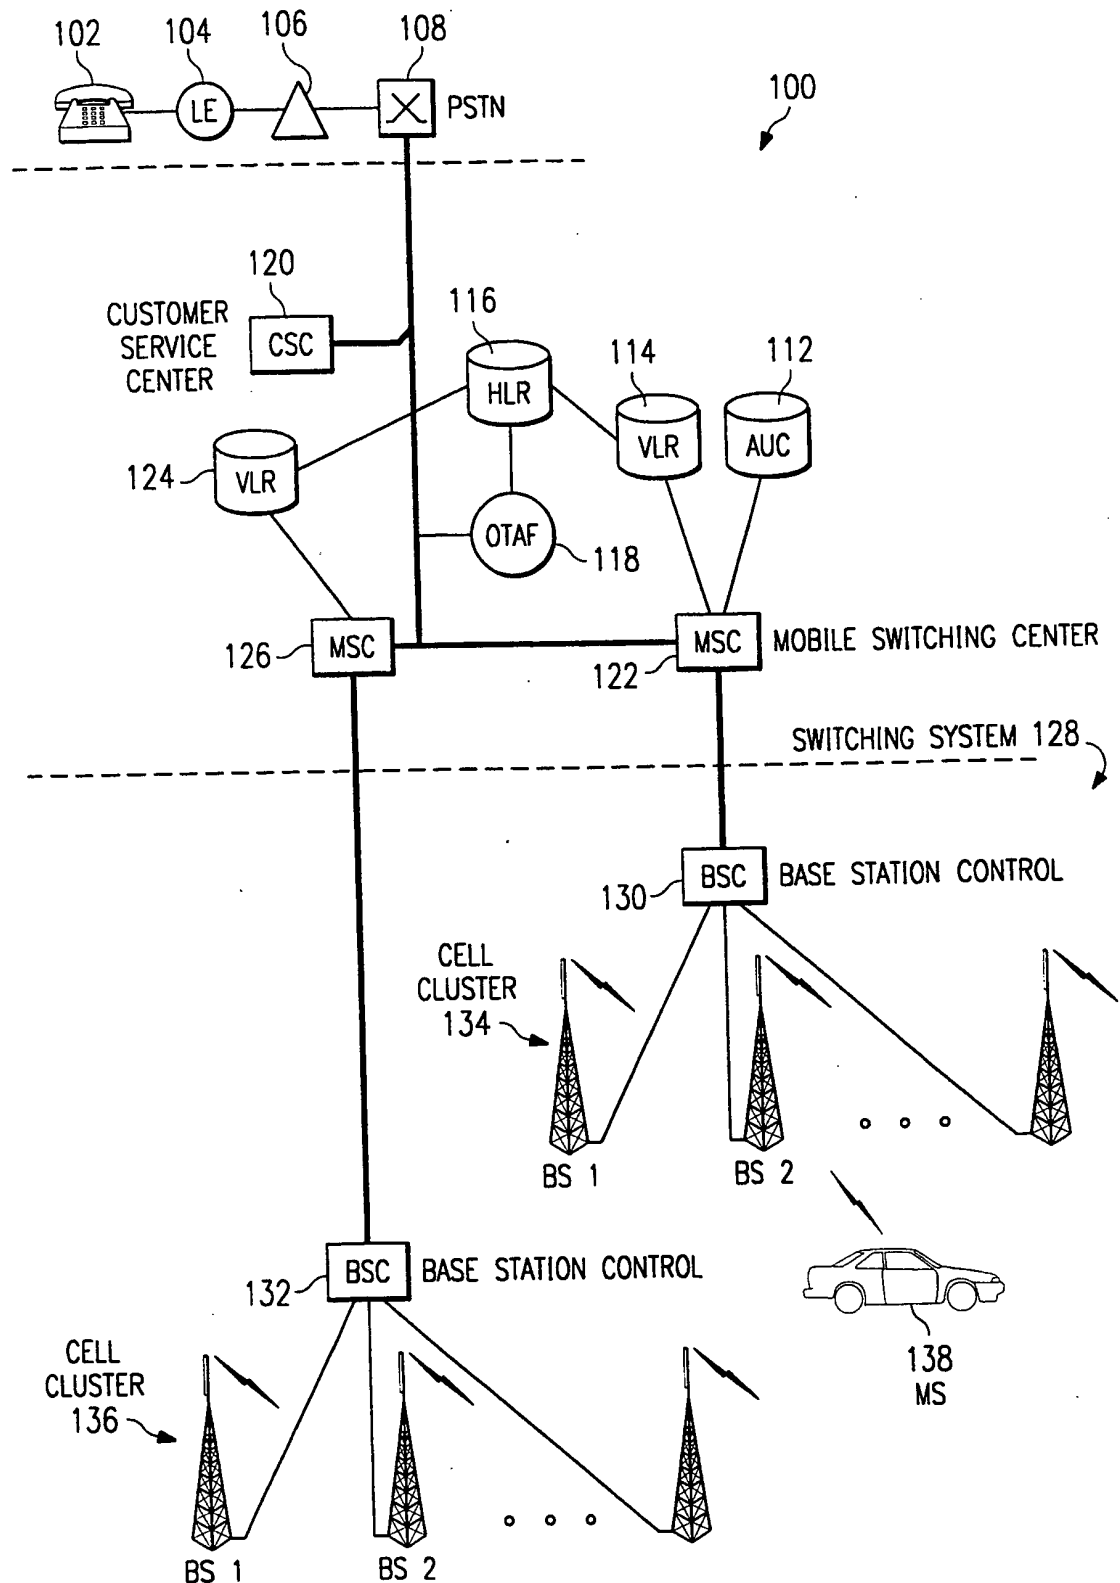 102
104
106
108
LE
PSTN
100
120
CUSTOMER
SERVICE
CENTER
CSC
116
HLR
114
VLR
112
AUC
124
VLR
OTAF
118
126
MSC
MSC
122
MOBILE SWITCHING CENTER
SWITCHING SYSTEM 128
130
BSC
BASE STATION CONTROL
CELL
CLUSTER
134
BS 1
BS 2
132
BSC
BASE STATION CONTROL
138
MS
CELL
CLUSTER
136
BS 1
BS 2